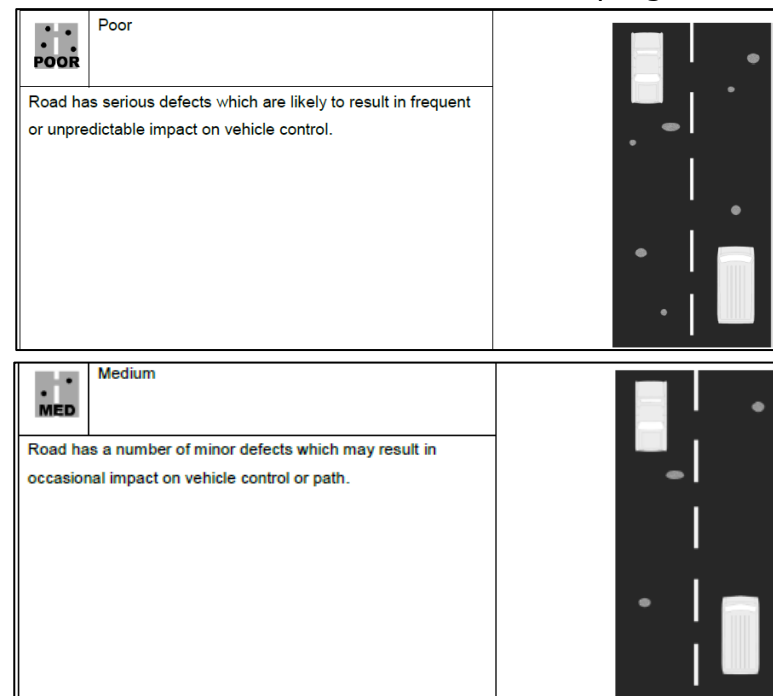 Poor
POOR
Road has serious defects which are likely to result in frequent
or unpredictable impact on vehicle control.
Medium
MED
Road has a number of minor defects which may result in
occasional impact on vehicle control or path.